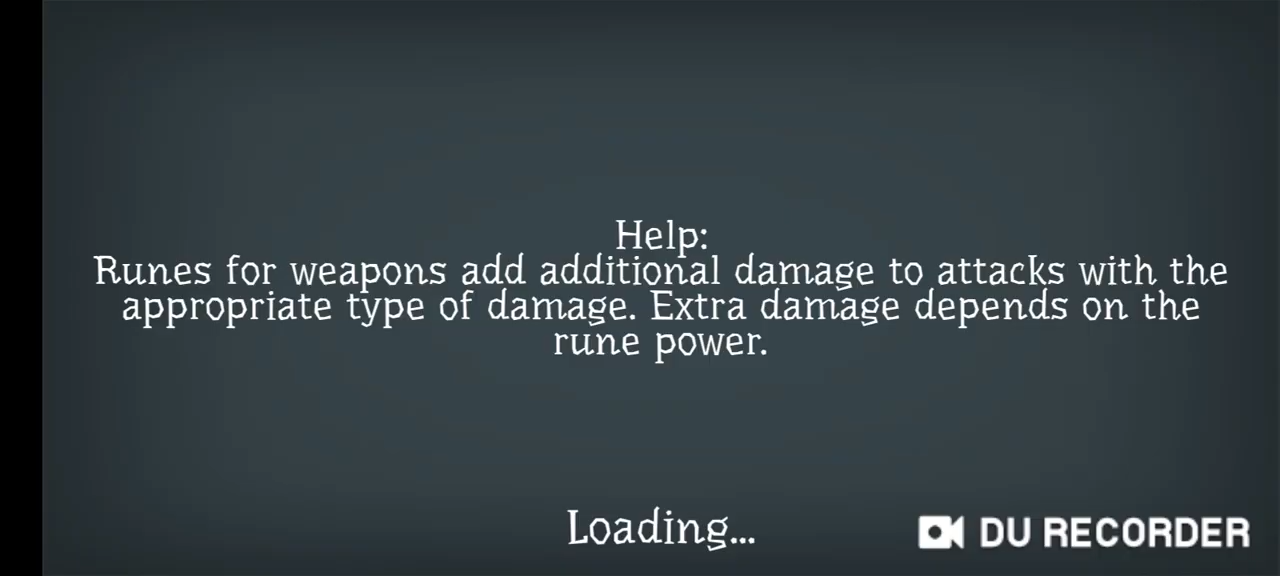 Help:
Runes for weapons add additional damage to attacks with the
appropriate type of damage. Extra damage depends on the
rune power.
Loading...
DU RECORDER